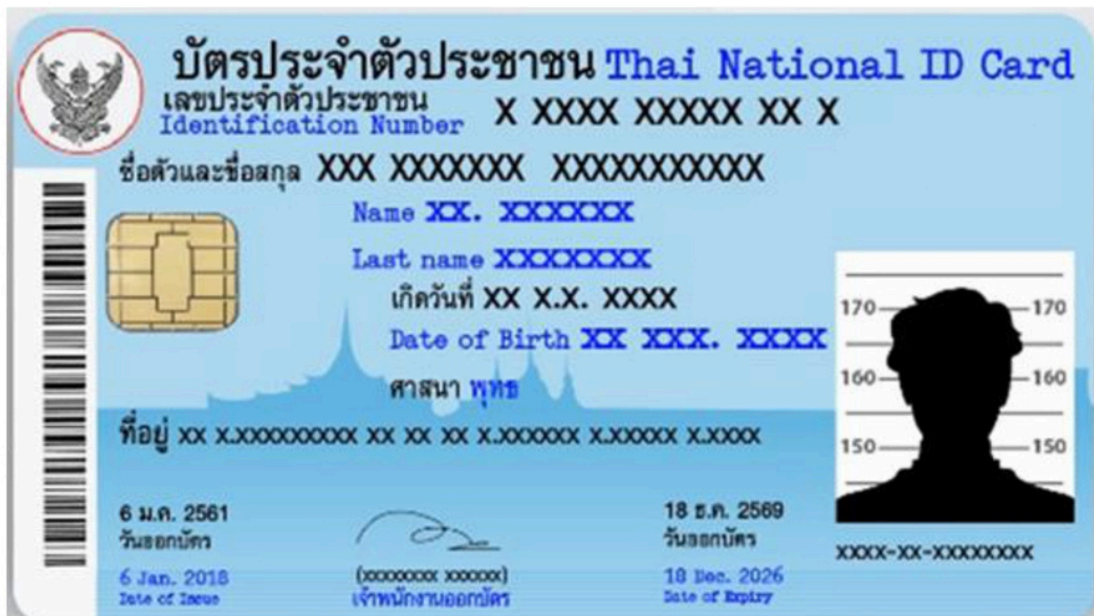 บัตรประจำตัวประชาชน Thai National ID Card
เลขประจำตัวประชาชน
Identification Number X XXXX XXXXX XX X
ชื่อตัวและชื่อสกุล XXX XXXXXXX XXXXXXXXXXX
Name XX. XXXXXX
Last name XXXXXXXX
เกิดวันที่ XX X.X. XXXX
Date of Birth XX XXX. XXXX
ศาสนา พุทธ
ที่อยู่ xx x.xxxxxxxxx xx xx xx x.xxxxxx x.xxxxx x.xxxx
170 170
160 160
150 150
6 ม.ค. 2561
วันออกบัตร
6 Jan. 2018
Date of Issue
(xxxxxxxx xxxxxx)
เจ้าพนักงานออกบัตร
18 ธ.ค. 2569
วันออกบัตร
18 Dec. 2026
Date of Expiry
xxxx-xx-xxxxxxxx